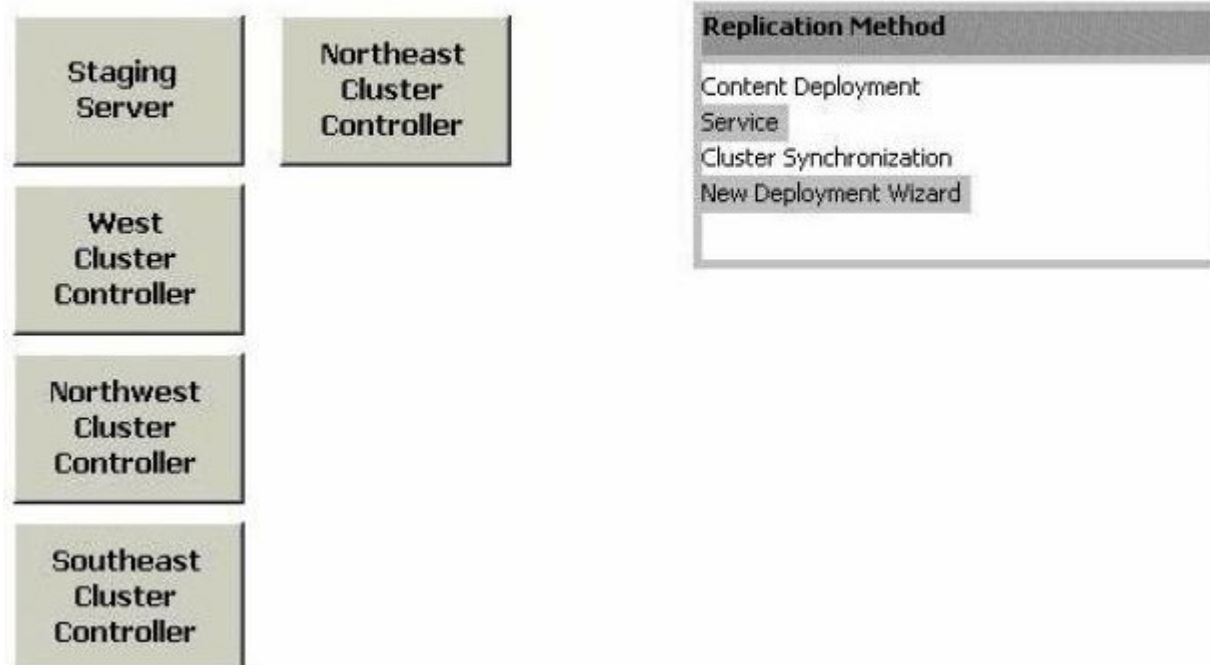 Staging
Server
Northeast
Cluster
Controller
West
Cluster
Controller
Northwest
Cluster
Controller
Southeast
Cluster
Controller
Replication Method
Content Deployment
Service
Cluster Synchronization
New Deployment Wizard